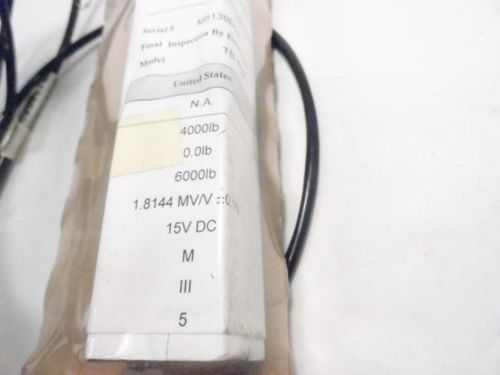 Serial #
Final Inspection By
Model
United States
N.A.
4000lb
0.0lb
6000lb
1.8144 MV/V
15V DC
M
III
5